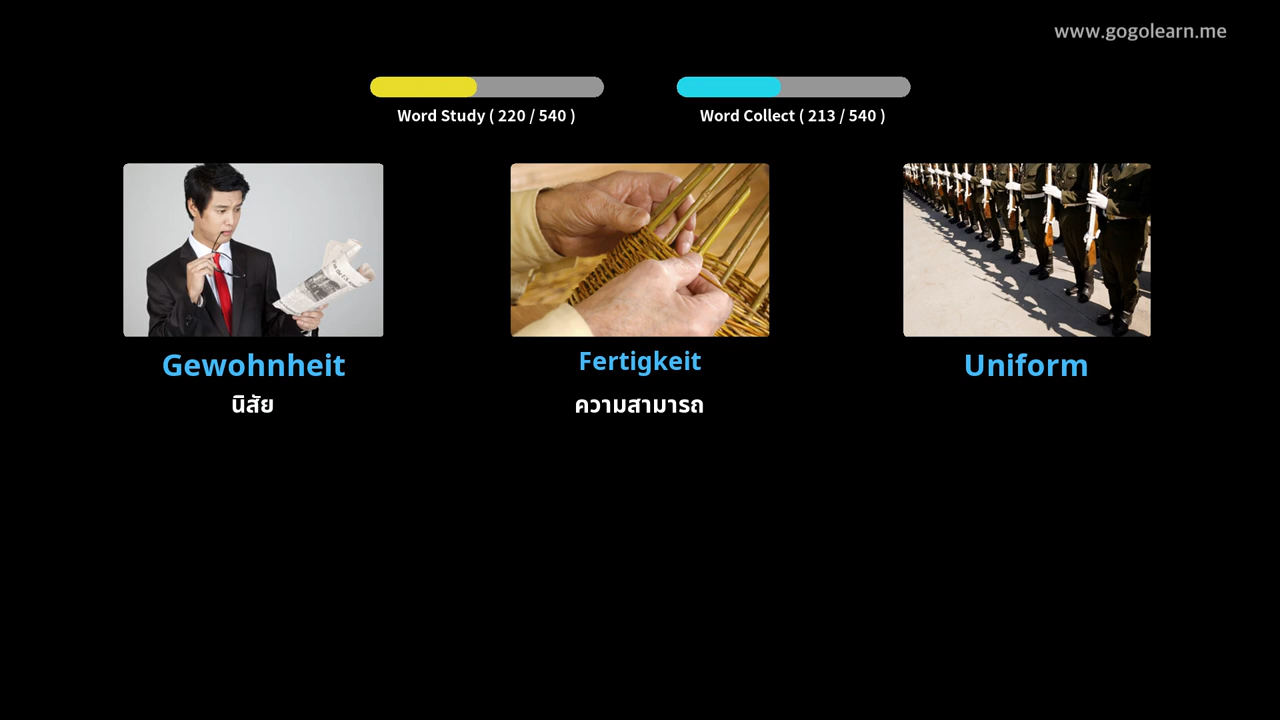 www.gogolearn.me
Word Study ( 220 / 540 )
Word Collect ( 213 / 540 )
Gewohnheit
นิสัย
Fertigkeit
ความสามารถ
Uniform